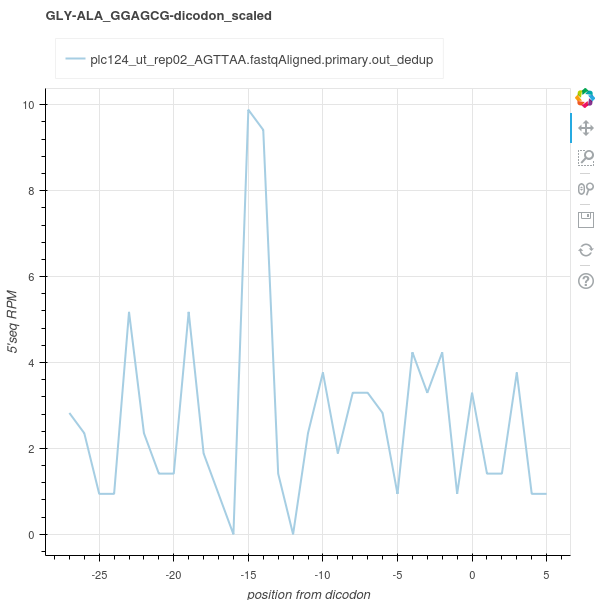 GLY-ALA_GGAGCG-dicodon_scaled
plc124_ut_rep02_AGTTAA.fastqAligned.primary.out_dedup
10
8
6
4
2
0
5'seq RPM
-25 -20 -15 -10 -5 0 5
position from dicodon